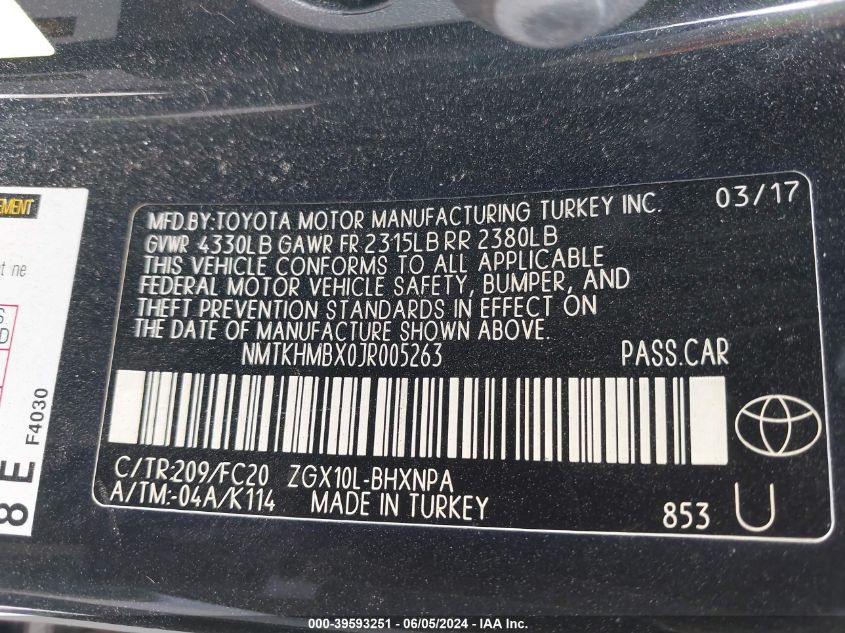 MFD.BY:TOYOTA MOTOR MANUFACTURING TURKEY INC. 03/17
GVWR 4330LB GAWR FR 2315LB RR 2380LB
THIS VEHICLE CONFORMS TO ALL APPLICABLE
FEDERAL MOTOR VEHICLE SAFETY, BUMPER, AND
THEFT PREVENTION STANDARDS IN EFFECT ON
THE DATE OF MANUFACTURE SHOWN ABOVE.
NMTKHMBX0JR005263 PASS.CAR
C/TR:209/FC20 ZGX10L-BHXNPA
A/TM:-04A/K114 MADE IN TURKEY 853 U
ne
D
F4030
8 E
000-39593251 - 06/05/2024 - IAA Inc.